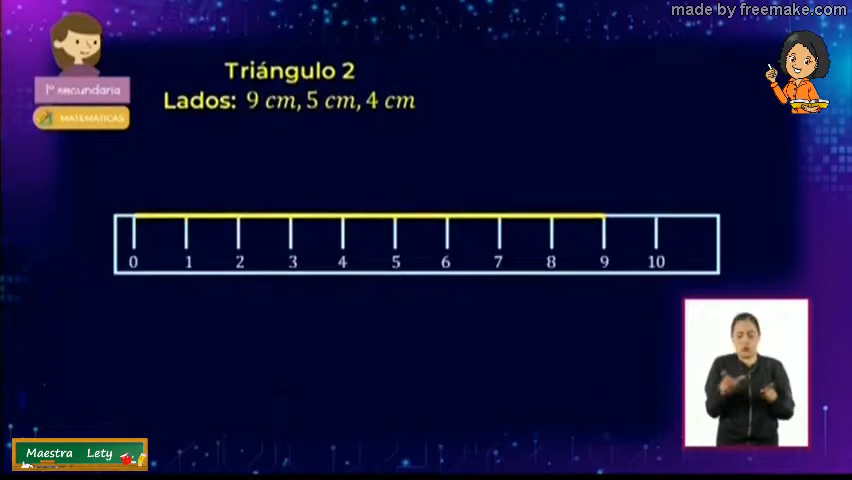 made by freemake.com
Triángulo 2
Lados: 9 cm, 5 cm, 4 cm
1° secundaria
MATEMÁTICAS
0 1 2 3 4 5 6 7 8 9 10
Maestra Lety